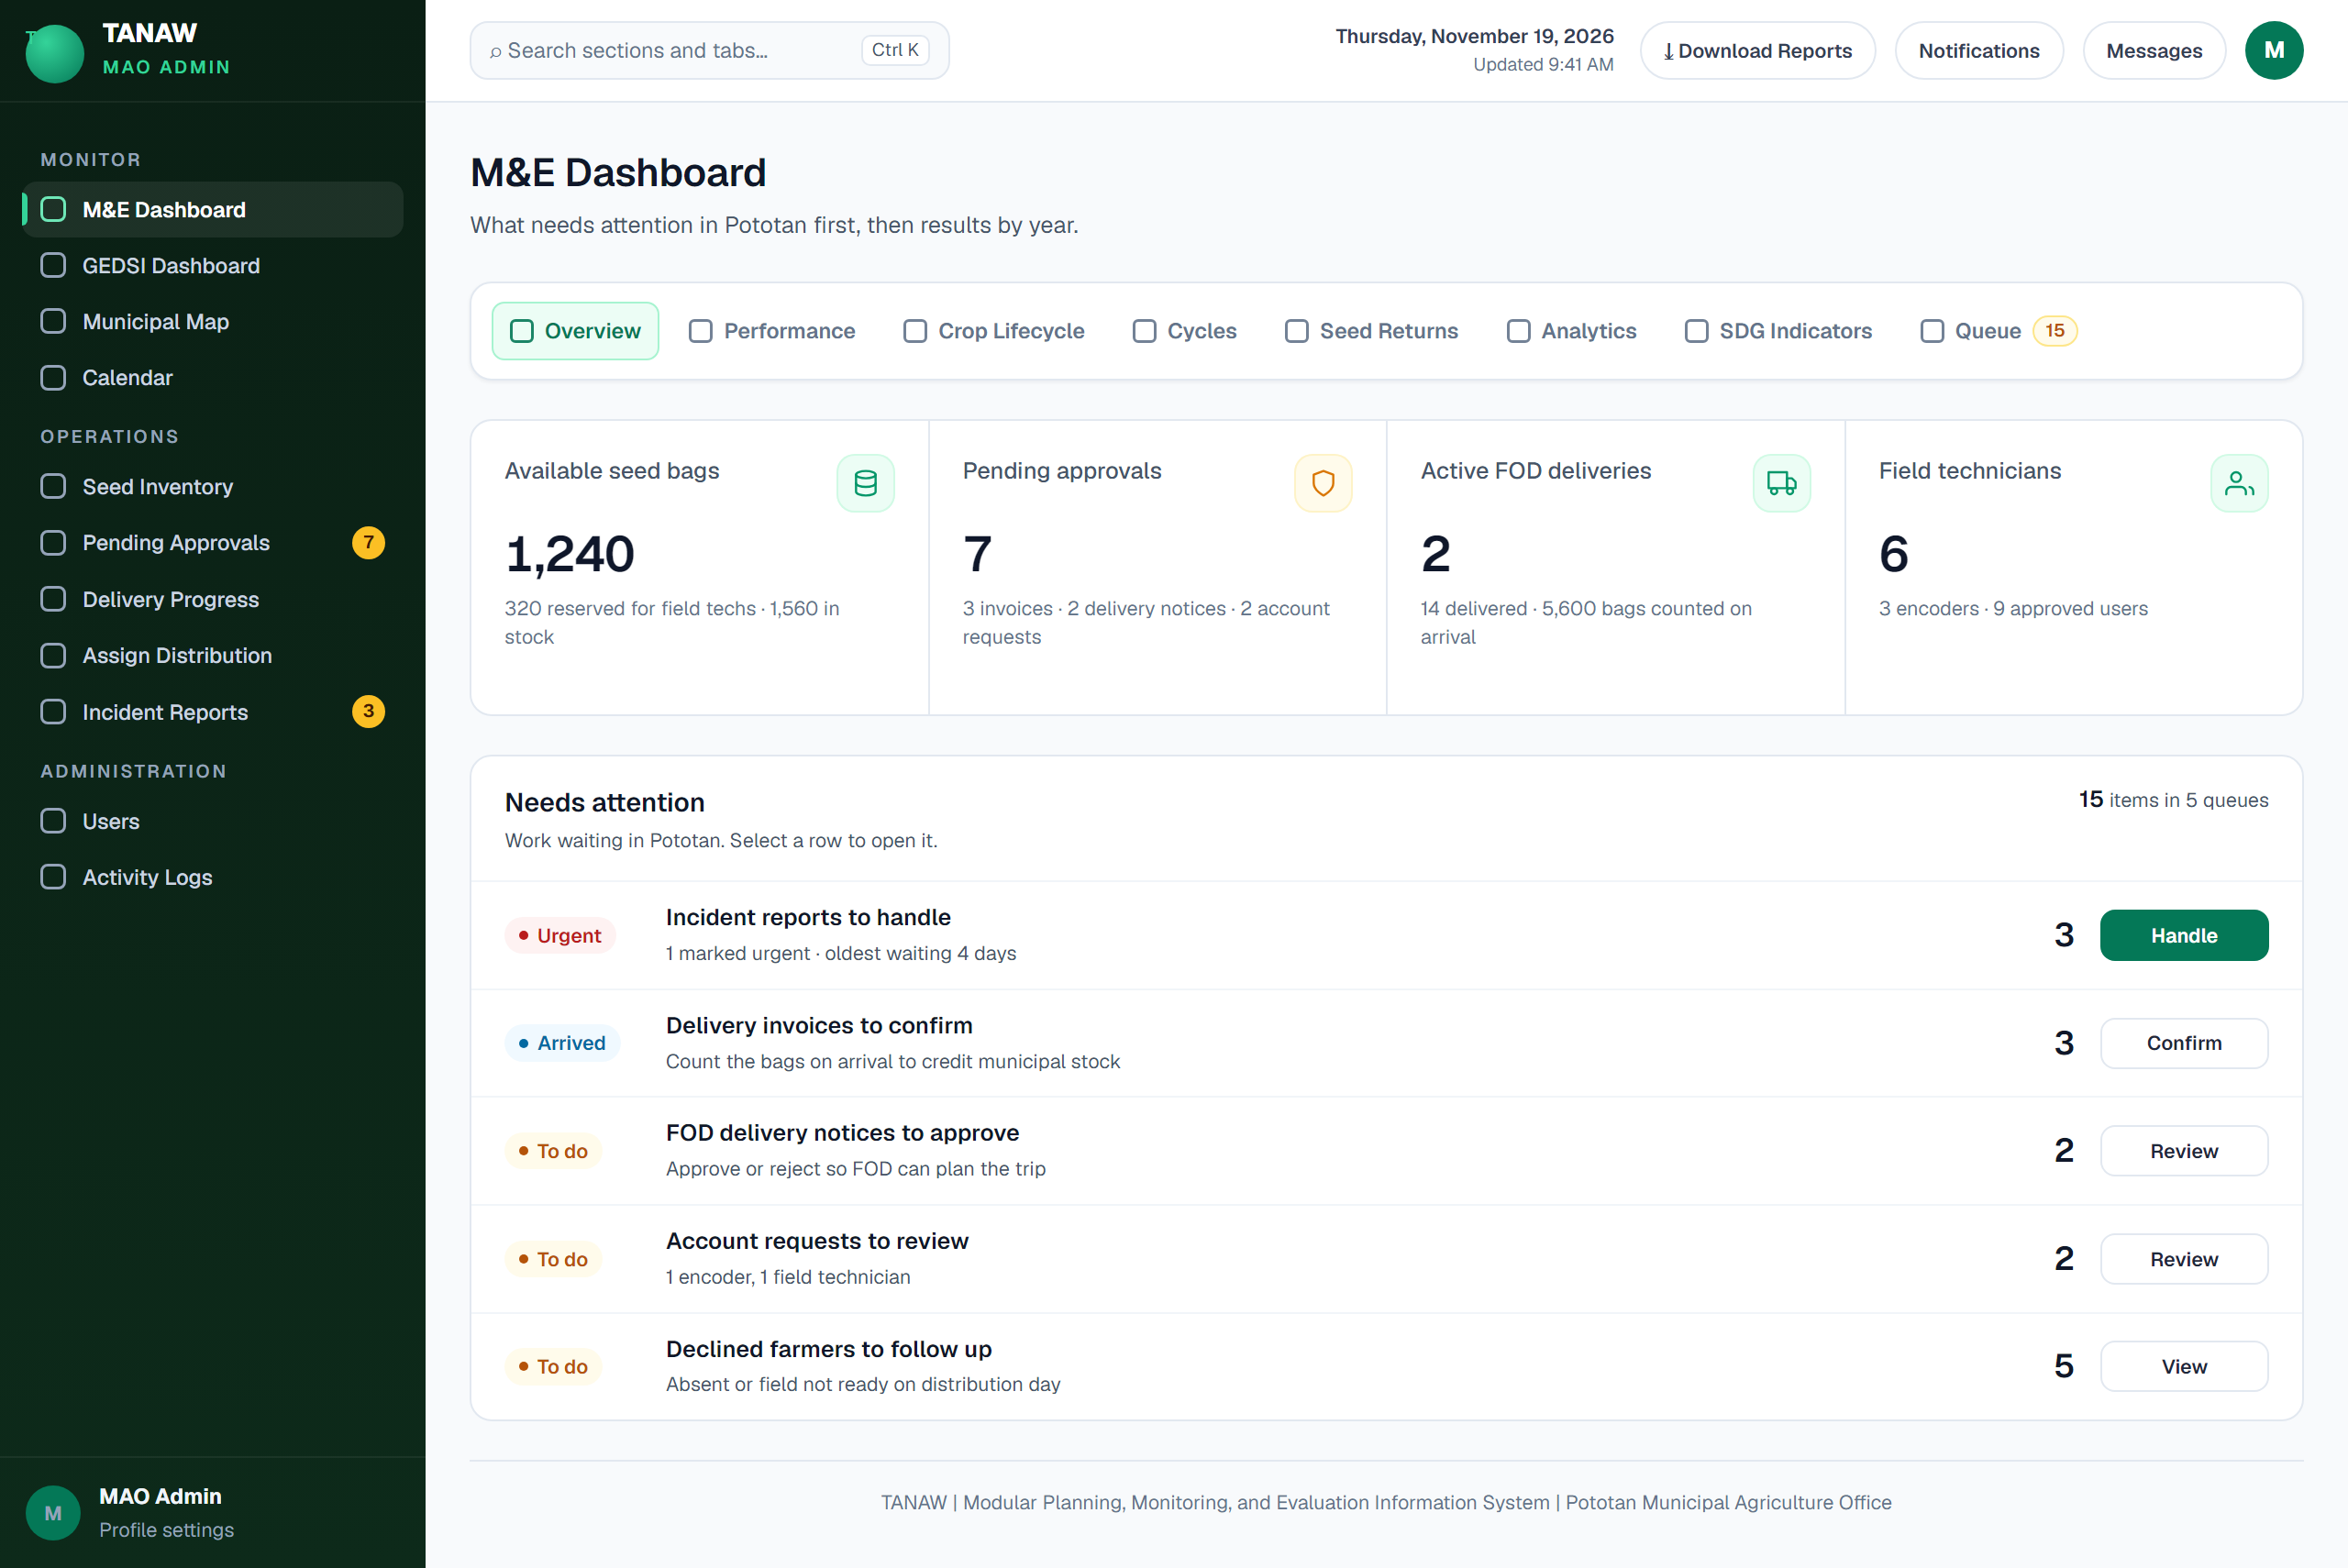 TANAW
MAO ADMIN
MONITOR
M&E Dashboard
GEDSI Dashboard
Municipal Map
Calendar
OPERATIONS
Seed Inventory
Pending Approvals 7
Delivery Progress
Assign Distribution
Incident Reports 3
ADMINISTRATION
Users
Activity Logs
M
MAO Admin
Profile settings
Search sections and tabs... Ctrl K
Thursday, November 19, 2026
Updated 9:41 AM
Download Reports
Notifications
Messages
M
M&E Dashboard
What needs attention in Pototan first, then results by year.
Overview
Performance
Crop Lifecycle
Cycles
Seed Returns
Analytics
SDG Indicators
Queue 15
Available seed bags
1,240
320 reserved for field techs · 1,560 in
stock
Pending approvals
7
3 invoices · 2 delivery notices · 2 account
requests
Active FOD deliveries
2
14 delivered · 5,600 bags counted on
arrival
Field technicians
6
3 encoders · 9 approved users
Needs attention
15 items in 5 queues
Work waiting in Pototan. Select a row to open it.
Urgent
Incident reports to handle
1 marked urgent · oldest waiting 4 days
3
Handle
Arrived
Delivery invoices to confirm
Count the bags on arrival to credit municipal stock
3
Confirm
To do
FOD delivery notices to approve
Approve or reject so FOD can plan the trip
2
Review
To do
Account requests to review
1 encoder, 1 field technician
2
Review
To do
Declined farmers to follow up
Absent or field not ready on distribution day
5
View
TANAW | Modular Planning, Monitoring, and Evaluation Information System | Pototan Municipal Agriculture Office